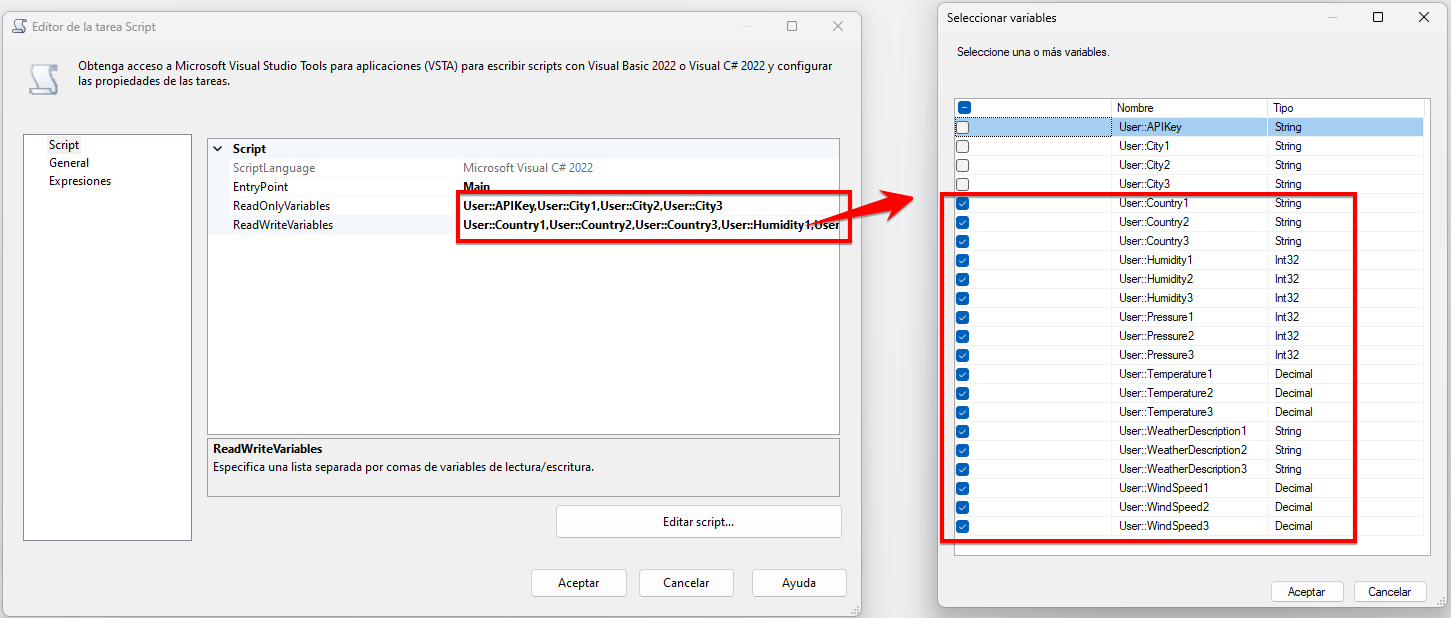 Editor de la tarea Script
Obtenga acceso a Microsoft Visual Studio Tools para aplicaciones (VSTA) para escribir scripts con Visual Basic 2022 o Visual C# 2022 y configurar
las propiedades de las tareas.
Script
General
Expresiones
Script
ScriptLanguage Microsoft Visual C# 2022
EntryPoint Main
ReadOnlyVariables User::APIKey,User::City1,User::City2,User::City3
ReadWriteVariables User::Country1,User::Country2,User::Country3,User::Humidity1,User
ReadWriteVariables
Especifica una lista separada por comas de variables de lectura/escritura.
Editar script...
Aceptar Cancelar Ayuda
Seleccionar variables
Seleccione una o más variables.
Nombre Tipo
User::APIKey String
User::City1 String
User::City2 String
User::City3 String
User::Country1 String
User::Country2 String
User::Country3 String
User::Humidity1 Int32
User::Humidity2 Int32
User::Humidity3 Int32
User::Pressure1 Int32
User::Pressure2 Int32
User::Pressure3 Int32
User::Temperature1 Decimal
User::Temperature2 Decimal
User::Temperature3 Decimal
User::WeatherDescription1 String
User::WeatherDescription2 String
User::WeatherDescription3 String
User::WindSpeed1 Decimal
User::WindSpeed2 Decimal
User::WindSpeed3 Decimal
Aceptar Cancelar